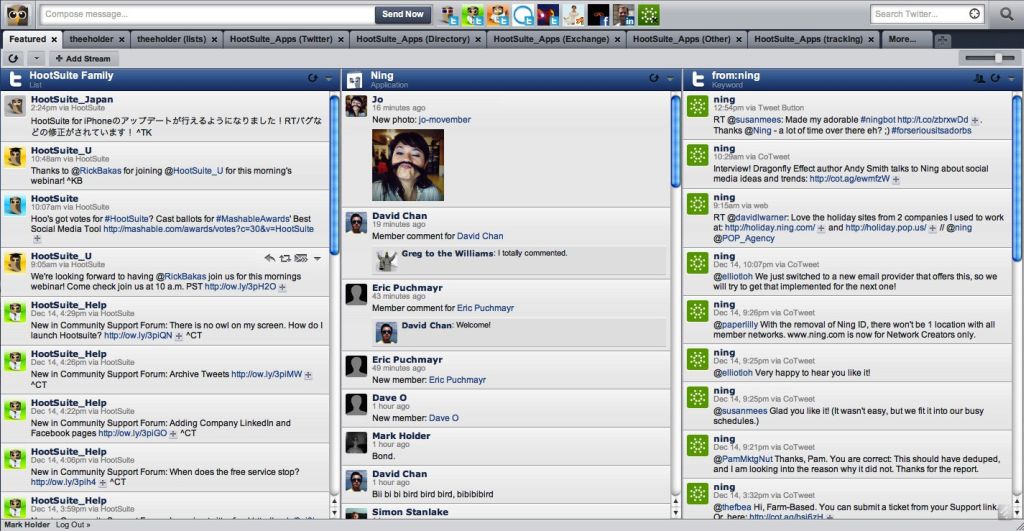 Compose message...
Send Now
Search Twitter...
Featured × theeholder × theeholder (lists) × HootSuite_Apps (Twitter) × HootSuite_Apps (Directory) × HootSuite_Apps (Exchange) × HootSuite_Apps (Other) × HootSuite_Apps (tracking) × More...
+ Add Stream
HootSuite Family
List
HootSuite_Japan
2:24pm via HootSuite
HootSuite for iPhoneのアップデートが行えるようになりました！RTバグな
どの修正がされています！ ^TK
HootSuite_U
10:48am via HootSuite
Thanks to @RickBakas for joining @HootSuite_U for this morning's
webinar! ^KB
HootSuite
10:07am via HootSuite
Hoo's got votes for #HootSuite? Cast ballots for #MashableAwards' Best
Social Media Tool http://mashable.com/awards/votes?c=30&v=HootSuite
HootSuite_U
9:05am via HootSuite
We're looking forward to having @RickBakas join us for this mornings
webinar! Come check join us at 10 a.m. PST http://ow.ly/3pH2O
HootSuite_Help
Dec 14, 4:29pm via HootSuite
New in Community Support Forum: There is no owl on my screen. How do I
launch Hootsuite? http://ow.ly/3piQN ^CT
HootSuite_Help
Dec 14, 4:26pm via HootSuite
New in Community Support Forum: Archive Tweets http://ow.ly/3piMW
^CT
HootSuite_Help
Dec 14, 4:22pm via HootSuite
New in Community Support Forum: Adding Company LinkedIn and
Facebook pages http://ow.ly/3piGO ^CT
HootSuite_Help
Dec 14, 4:06pm via HootSuite
New in Community Support Forum: When does the free service stop?
http://ow.ly/3pih4 ^CT
HootSuite_Help
Dec 14, 3:59pm via HootSuite
Ning
Application
Jo
16 minutes ago
New photo: jo-movember
David Chan
19 minutes ago
Member comment for David Chan
Greg to the Williams: I totally commented.
Eric Puchmayr
43 minutes ago
Member comment for Eric Puchmayr
David Chan: Welcome!
Eric Puchmayr
49 minutes ago
New member: Eric Puchmayr
Dave O
1 hour ago
New member: Dave O
Mark Holder
1 hour ago
Bond.
David Chan
1 hour ago
Bli bi bi bird bird bird, bibibibird
Simon Stanlake
from:ning
Keyword
ning
12:54pm via Tweet Button
RT @susanmees: Made my adorable #ningbot http://t.co/zbrxwDd .
Thanks @Ning - a lot of time over there eh? ;) #forseriousitsadorbs
ning
10:29am via CoTweet
Interview! Dragonfly Effect author Andy Smith talks to Ning about social
media ideas and trends: http://cot.ag/ewmfzW
ning
9:15am via web
RT @davidlwarner: Love the holiday sites from 2 companies I used to work
at: http://holiday.ning.com/ and http://holiday.pop.us/ // @ning
@POP_Agency
ning
Dec 14, 10:07pm via CoTweet
@elliotloh We just switched to a new email provider that offers this, so we
will try to get that implemented for the next one!
ning
Dec 14, 9:26pm via CoTweet
@paperlilly With the removal of Ning ID, there won't be 1 location with all
member networks. www.ning.com is now for Network Creators only.
ning
Dec 14, 9:25pm via CoTweet
@elliotloh Very happy to hear you like it!
ning
Dec 14, 9:25pm via CoTweet
@susanmees Glad you like it! (It wasn't easy, but we fit it into our busy
schedules.)
ning
Dec 14, 9:21pm via CoTweet
@PamMktgNut Thanks, Pam. You are correct: This should have deduped,
and I am looking into the reason why it did not. Thanks for the report.
ning
Dec 14, 3:32pm via CoTweet
@thefbea Hi, Farm-Based. You can submit a ticket from your Support link.
Or, here:
Mark Holder Log Out »